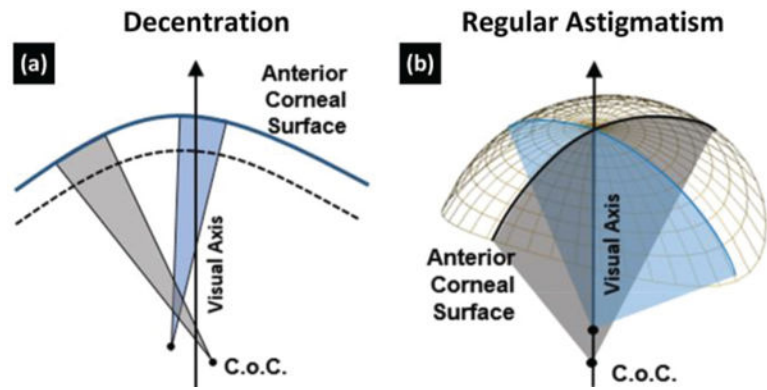 Decentration
(a)
Anterior
Corneal
Surface
Visual Axis
C.o.C.
Regular Astigmatism
(b)
Visual Axis
Anterior
Corneal
Surface
C.o.C.